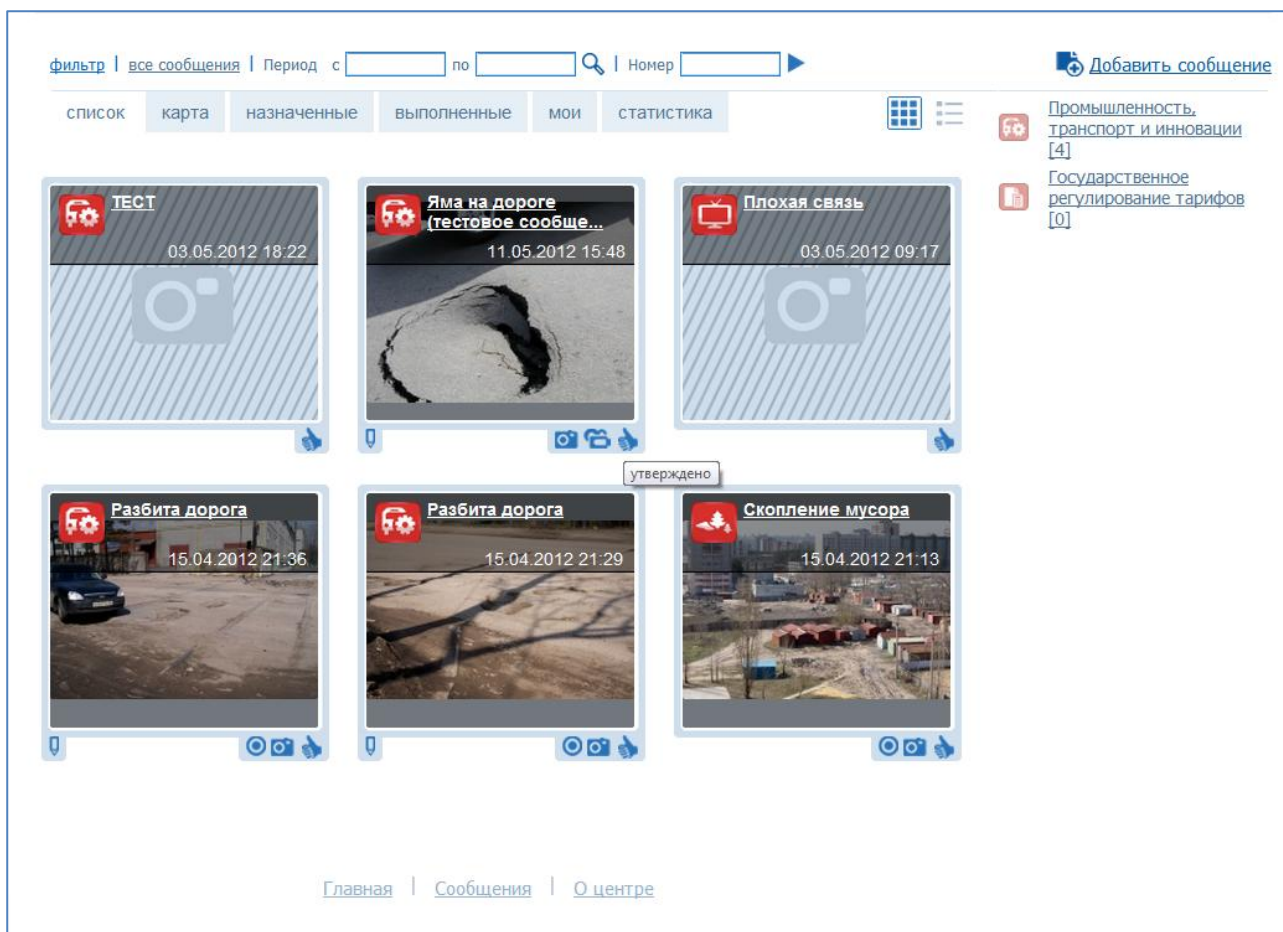 фильтр | все сообщения | Период с по | Номер
Добавить сообщение
список карта назначенные выполненные мои статистика
Промышленность,
транспорт и инновации
[4]
Государственное
регулирование тарифов
[0]
ТЕСТ
03.05.2012 18:22
Яма на дороге
(тестовое сообще...
11.05.2012 15:48
Плохая связь
03.05.2012 09:17
утверждено
Разбита дорога
15.04.2012 21:36
Разбита дорога
15.04.2012 21:29
Скопление мусора
15.04.2012 21:13
Главная | Сообщения | О центре